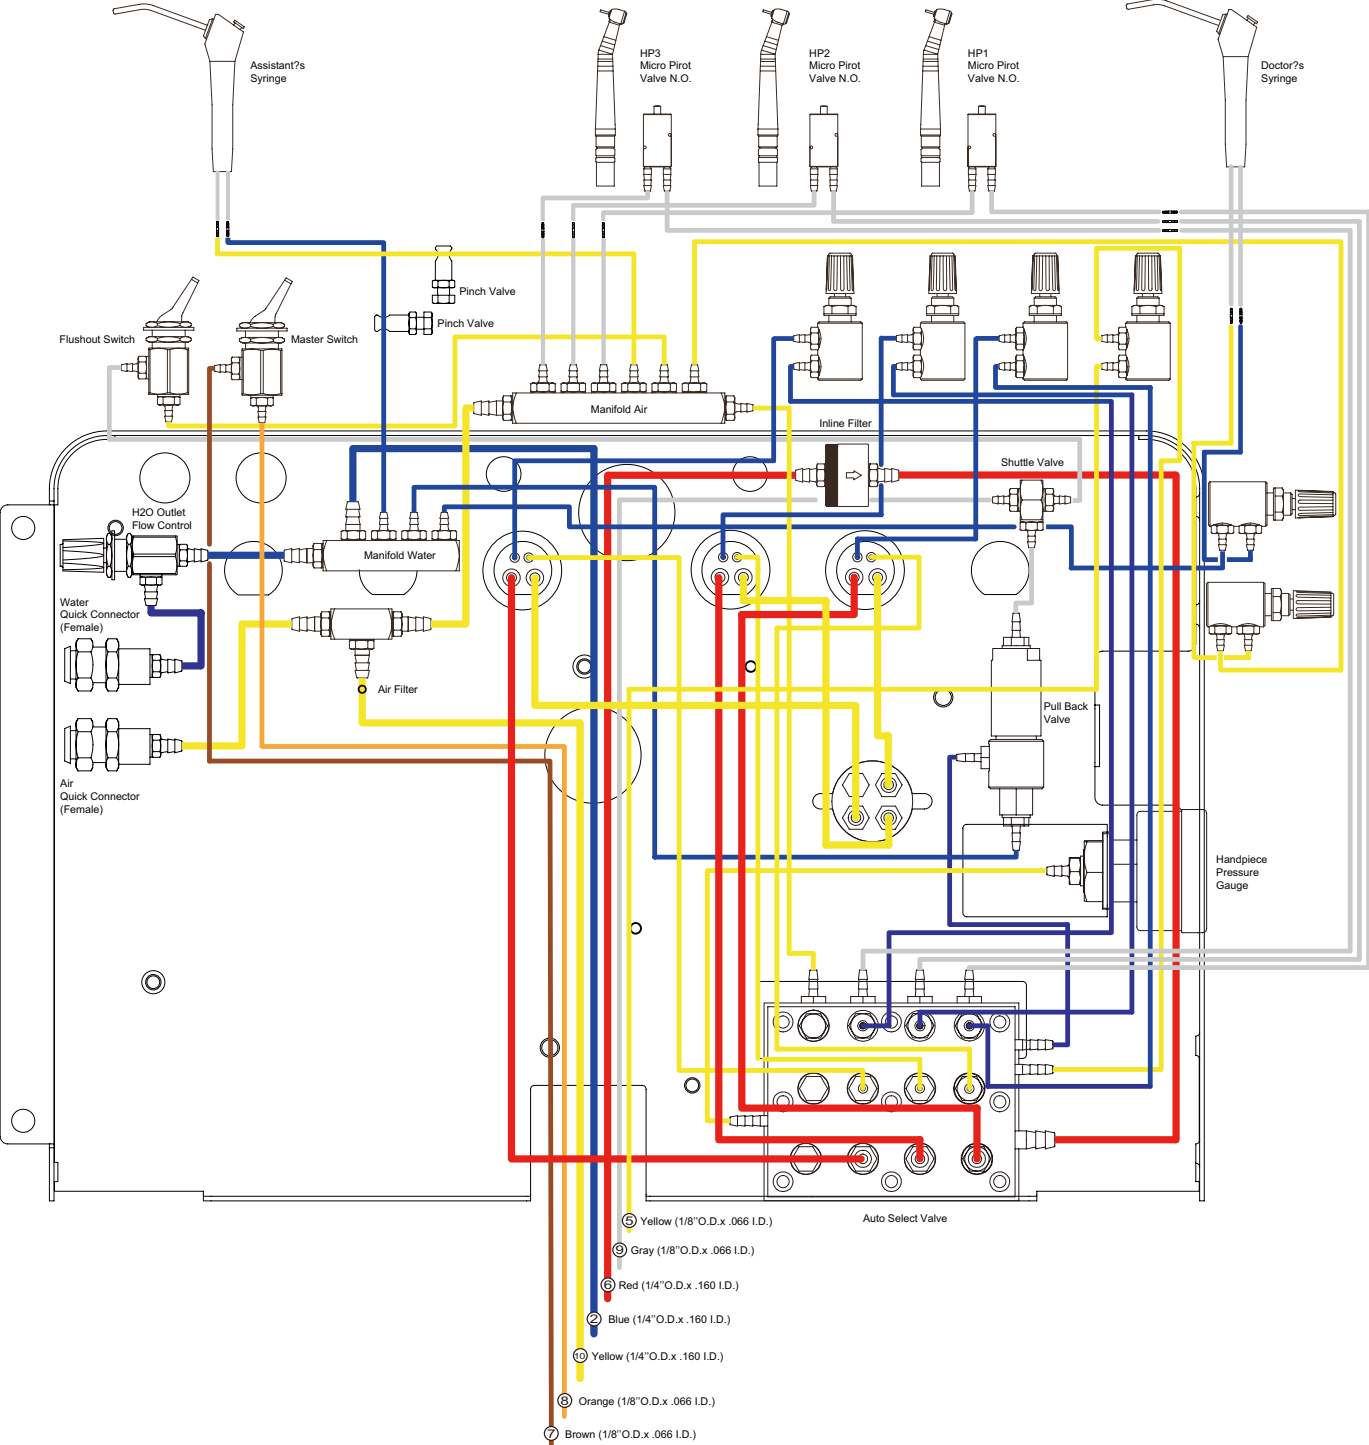 Assistant?s
Syringe
HP3
Micro Pirot
Valve N.O.
HP2
Micro Pirot
Valve N.O.
HP1
Micro Pirot
Valve N.O.
Doctor?s
Syringe
Pinch Valve
Pinch Valve
Flushout Switch
Master Switch
Manifold Air
Inline Filter
Shuttle Valve
H2O Outlet
Flow Control
Manifold Water
Water
Quick Connector
(Female)
Air Filter
Pull Back
Valve
Air
Quick Connector
(Female)
Handpiece
Pressure
Gauge
Auto Select Valve
5 Yellow (1/8"O.D.x .066 I.D.)
9 Gray (1/8"O.D.x .066 I.D.)
6 Red (1/4"O.D.x .160 I.D.)
2 Blue (1/4"O.D.x .160 I.D.)
10 Yellow (1/4"O.D.x .160 I.D.)
8 Orange (1/8"O.D.x .066 I.D.)
7 Brown (1/8"O.D.x .066 I.D.)